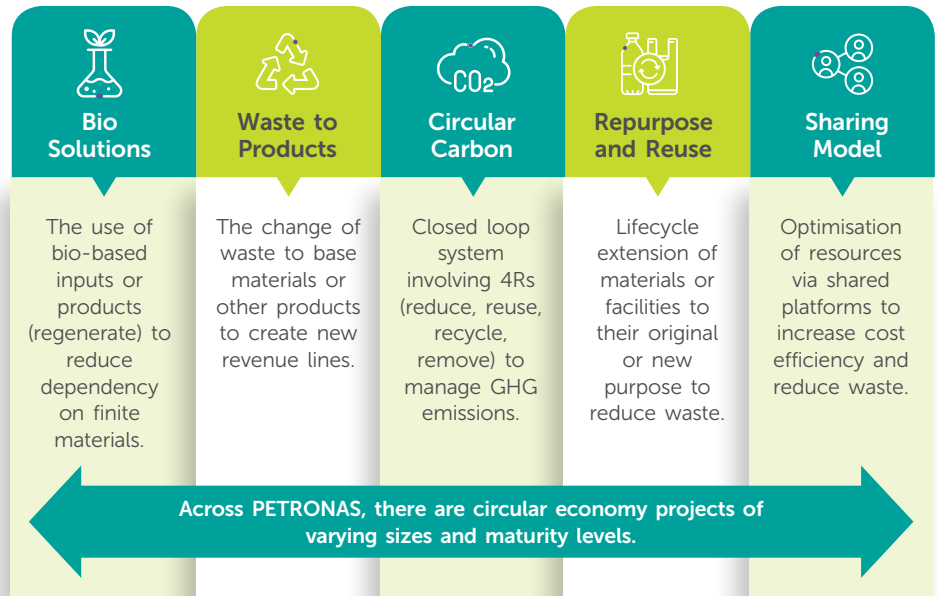 Bio
Solutions
The use of
bio-based
inputs or
products
(regenerate) to
reduce
dependency
on finite
materials.
Waste to
Products
The change of
waste to base
materials or
other products
to create new
revenue lines.
CO2
Circular
Carbon
Closed loop
system
involving 4Rs
(reduce, reuse,
recycle,
remove) to
manage GHG
emissions.
Repurpose
and Reuse
Lifecycle
extension of
materials or
facilities to
their original
or new
purpose to
reduce waste.
Sharing
Model
Optimisation
of resources
via shared
platforms to
increase cost
efficiency and
reduce waste.
Across PETRONAS, there are circular economy projects of
varying sizes and maturity levels.